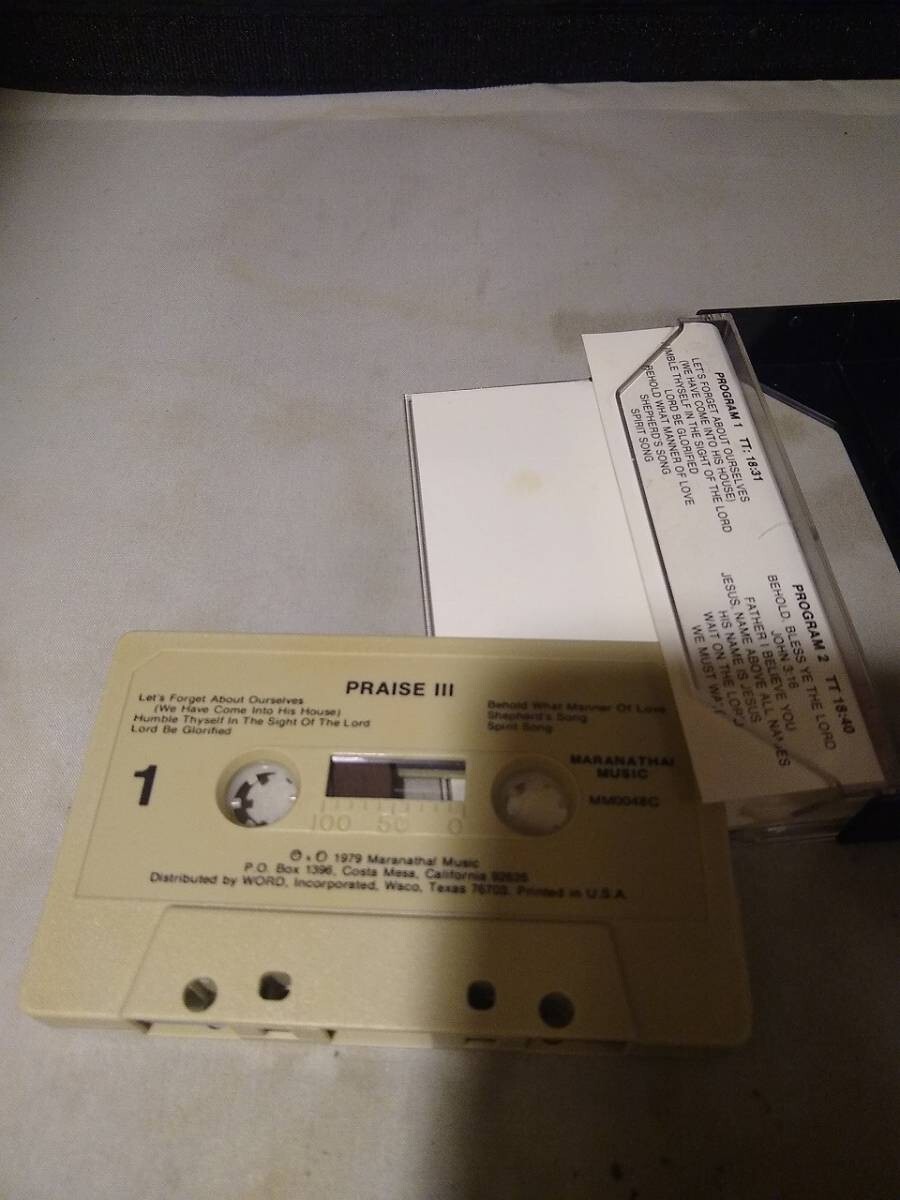 PROGRAM 1 TT: 18:31
LET'S FORGET ABOUT OURSELVES
(WE HAVE COME INTO HIS HOUSE)
THYSELF IN THE SIGHT OF THE LORD
LORD BE GLORIFIED
BEHOLD WHAT MANNER OF LOVE
SHEPHERD'S SONG
SPIRIT SONG
PROGRAM 2 TT 18:40
BEHOLD, BLESS YE THE LORD
JOHN 3:16
FATHER I BELIEVE YOU
JESUS, NAME ABOVE ALL NAMES
HIS NAME IS JESUS
WAIT ON THE LORD
WE MUST
PRAISE III
Let's Forget About Ourselves
(We Have Come Into His House)
Humble Thyself In The Sight Of The Lord
Lord Be Glorified
Behold What Manner Of Love
Shepherd's Song
Spirit Song
1
MARANATHA!
MUSIC
MM0048C
100 50 0
℗ © 1979 Maranatha! Music
P.O. Box 1396, Costa Mesa, California 92626
Distributed by WORD, Incorporated, Waco, Texas 76703. Printed in U.S.A.